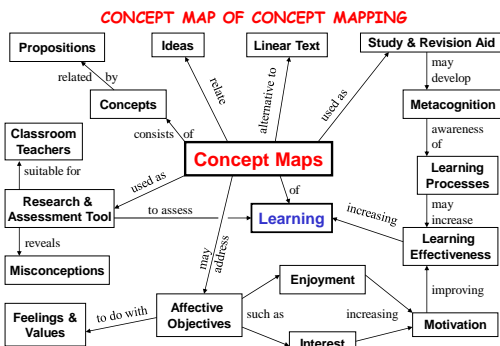 CONCEPT MAP OF CONCEPT MAPPING
Propositions
Ideas
Linear Text
Study & Revision Aid
related by
relate
alternative to
used as
may
develop
Concepts
Metacognition
consists of
awareness
of
Classroom
Teachers
Concept Maps
Learning
Processes
suitable for
used as
of
may
increase
Research &
Assessment Tool
to assess
Learning
increasing
Learning
Effectiveness
reveals
may
address
Misconceptions
Enjoyment
improving
Feelings &
Values
to do with
Affective
Objectives
such as
increasing
Motivation
Interest